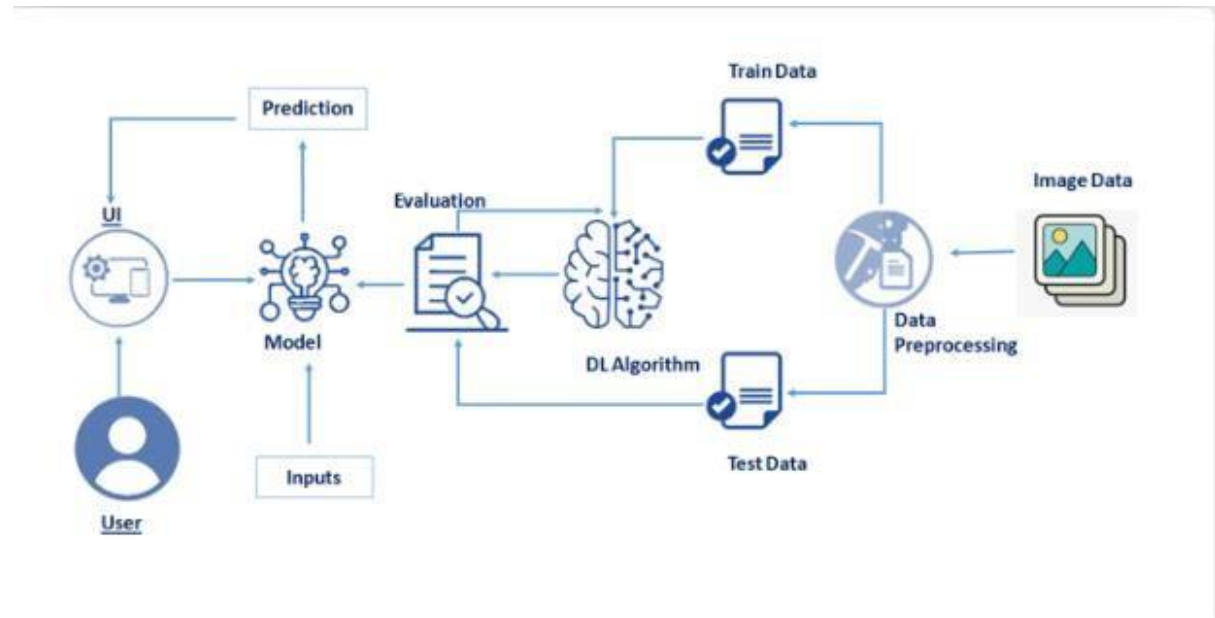 Train Data
Prediction
Image Data
Evaluation
UI
Data
Preprocessing
Model
DL Algorithm
Test Data
Inputs
User